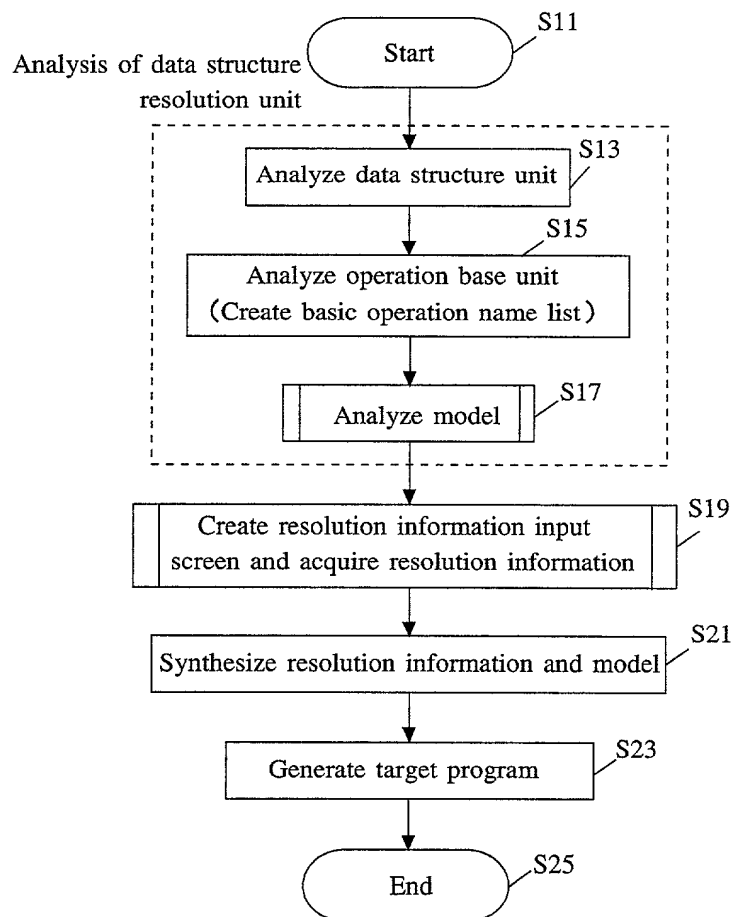 S11
Start
Analysis of data structure
resolution unit
S13
Analyze data structure unit
S15
Analyze operation base unit
(Create basic operation name list)
S17
Analyze model
S19
Create resolution information input
screen and acquire resolution information
S21
Synthesize resolution information and model
S23
Generate target program
S25
End